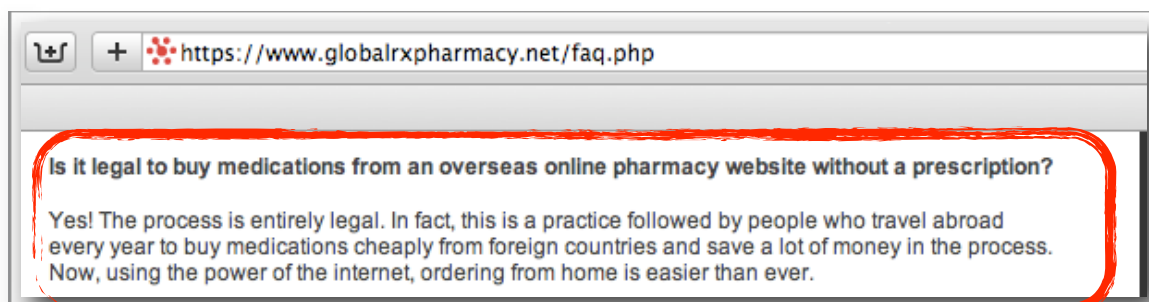 https://www.globalrxpharmacy.net/faq.php
Is it legal to buy medications from an overseas online pharmacy website without a prescription?
Yes! The process is entirely legal. In fact, this is a practice followed by people who travel abroad
every year to buy medications cheaply from foreign countries and save a lot of money in the process.
Now, using the power of the internet, ordering from home is easier than ever.